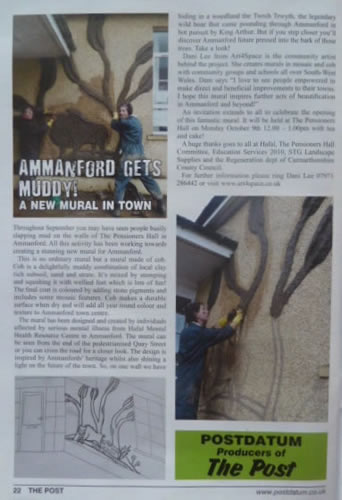 AMMANFORD GETS
MUDDY!
A NEW MURAL IN TOWN
Throughout September you may have seen people busily
slapping mud on the walls of The Pensioners Hall in
Ammanford. All this activity has been working towards
creating a stunning new mural for Ammanford.
This is no ordinary mural but a mural made of cob.
Cob is a delightfully muddy combination of local clay
rich subsoil, sand and straw. It's mixed by stomping
and squashing it with wellied feet which is lots of fun!
The final coat is coloured by adding stone pigments and
includes some mosaic features. Cob makes a durable
surface when dry and will add all year round colour and
texture to Ammanford town centre.
The mural has been designed and created by individuals
affected by serious mental illness from Hafal Mental
Health Resource Centre in Ammanford. The mural can
be seen from the end of the pedestrianised Quay Street
or you can cross the road for a closer look. The design is
inspired by Ammanfords' heritage whilst also shining a
light on the future of the town. So, on one wall we have
hiding in a woodland the Twrch Trwyth, the legendary
wild boar that came pounding through Ammanford in
hot pursuit by King Arthur. But if you step closer you'll
discover Ammanford future pressed into the bark of those
trees. Take a look!
Dani Lee from Art4Space is the community artist
behind the project. She creates murals in mosaic and cob
with community groups and schools all over South West
Wales. Dani says "I love to see people empowered to
make direct and beneficial improvements to their towns.
I hope this mural inspires further acts of beautification
in Ammanford and beyond!"
An invitation extends to all to celebrate the opening
of this fantastic mural. It will be held at The Pensioners
Hall on Monday October 9th 12.00 - 1.00pm with tea
and cake!
A huge thanks goes to all at Hafal, The Pensioners Hall
Committee, Education Services 2010, STG Landscape
Supplies and the Regeneration dept of Carmarthenshire
County Council.
For further information please ring Dani Lee 07971
286442 or visit www.art4space.co.uk
POSTDATUM
Producers of
The Post
22 THE POST
www.postdatum.co.uk